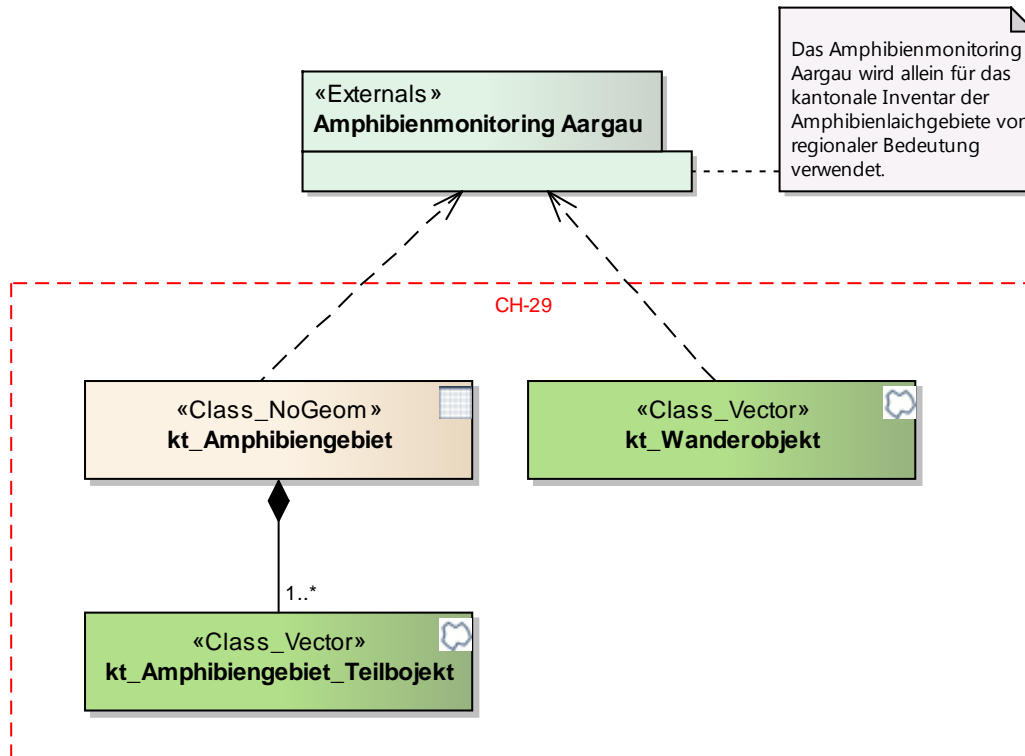 «Externals»
Amphibienmonitoring Aargau
Das Amphibienmonitoring
Aargau wird allein für das
kantonale Inventar der
Amphibienlaichgebiete von
regionaler Bedeutung
verwendet.
CH-29
«Class_NoGeom»
kt_Amphibiengebiet
«Class_Vector»
kt_Wanderobjekt
1..*
«Class_Vector»
kt_Amphibiengebiet_Teilbojekt